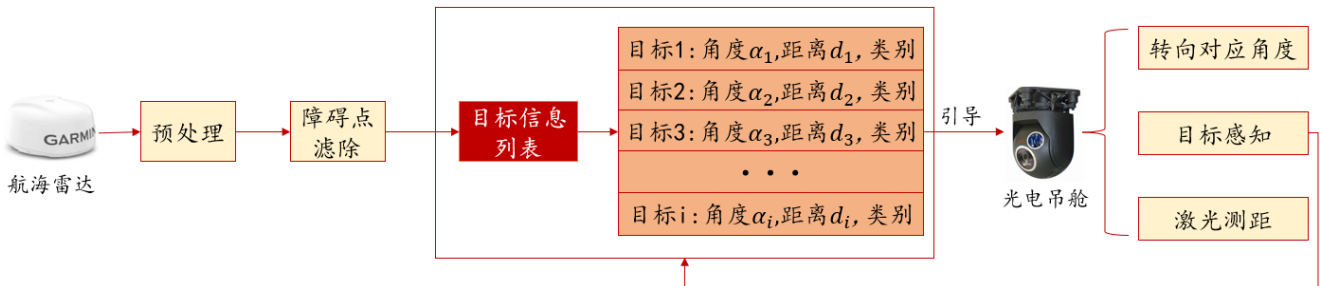 GARMIN
航海雷达
预处理
障碍点
滤除
目标信息
列表
目标1:角度α₁,距离d₁, 类别
目标2:角度α₂,距离d₂, 类别
目标3:角度α₃,距离d₃, 类别
• • •
目标i:角度αᵢ,距离dᵢ, 类别
引导
光电吊舱
转向对应角度
目标感知
激光测距